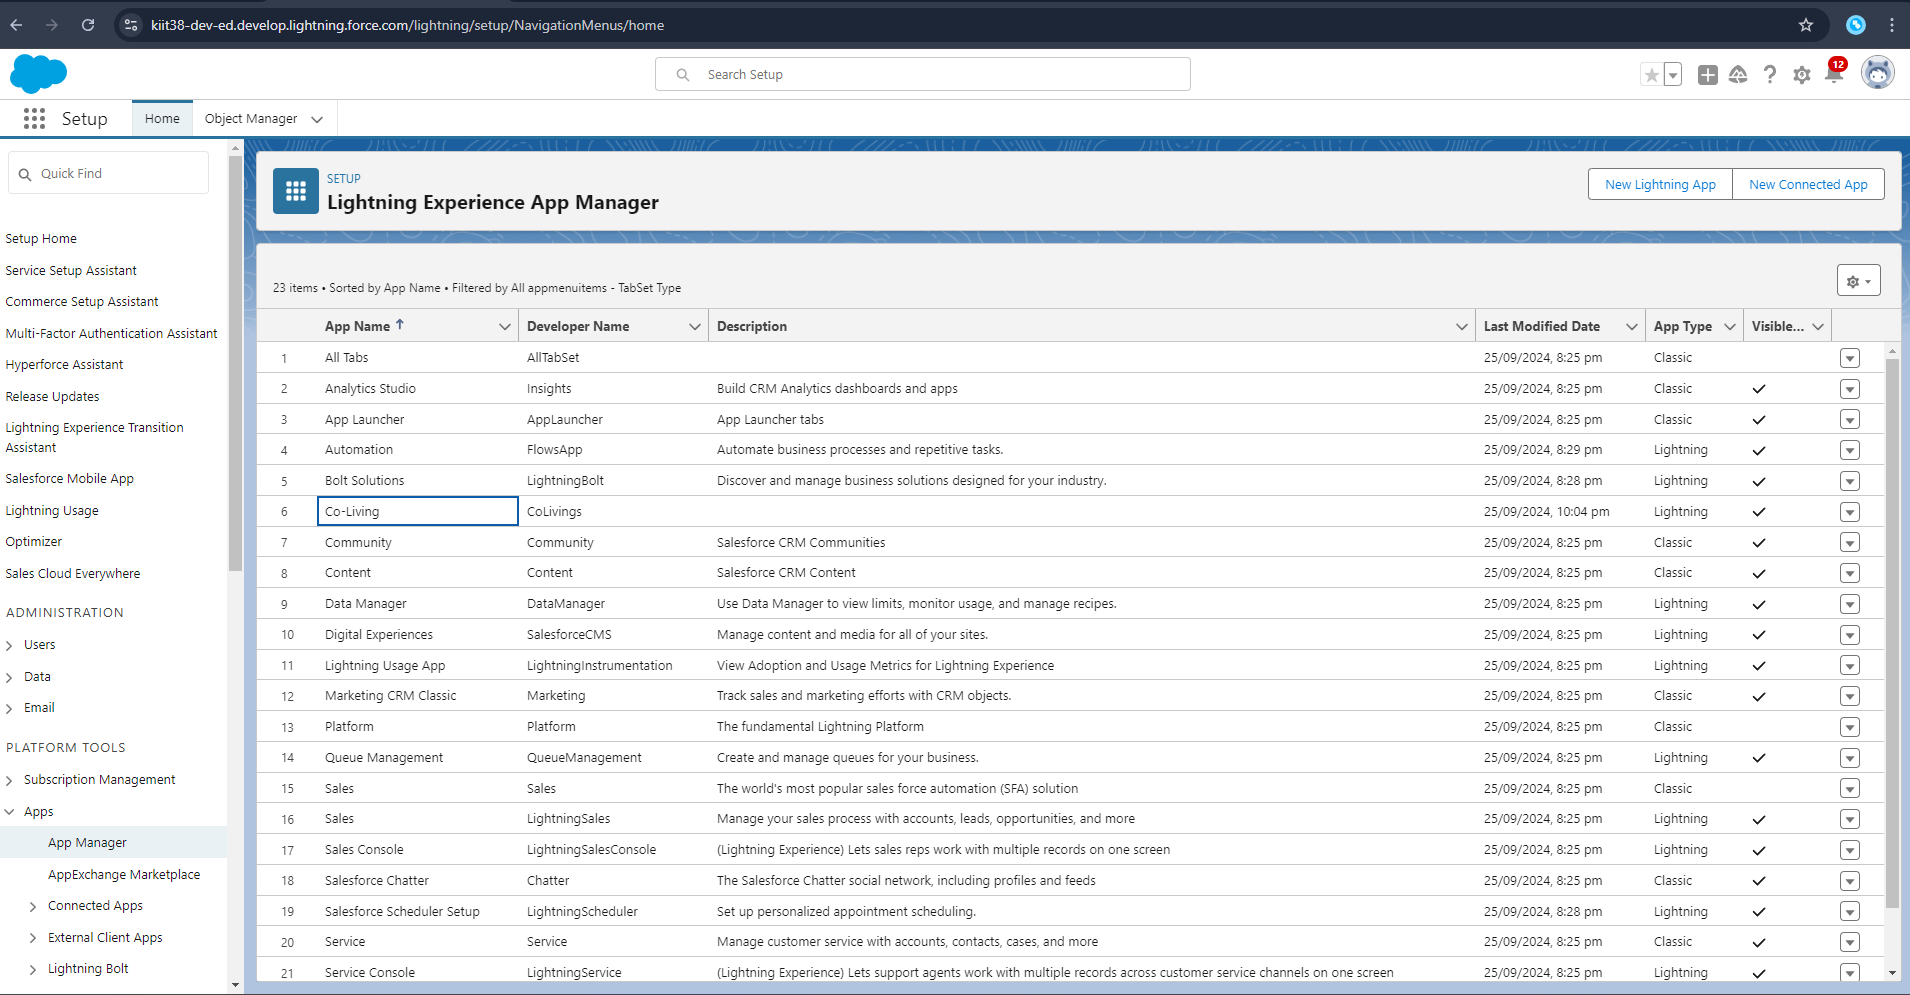 kiit38-dev-ed.develop.lightning.force.com/lightning/setup/NavigationMenus/home
Search Setup
12
Setup
Home
Object Manager
Quick Find
Setup Home
Service Setup Assistant
Commerce Setup Assistant
Multi-Factor Authentication Assistant
Hyperforce Assistant
Release Updates
Lightning Experience Transition
Assistant
Salesforce Mobile App
Lightning Usage
Optimizer
Sales Cloud Everywhere
ADMINISTRATION
Users
Data
Email
PLATFORM TOOLS
Subscription Management
Apps
App Manager
AppExchange Marketplace
Connected Apps
External Client Apps
Lightning Bolt
SETUP
Lightning Experience App Manager
New Lightning App
New Connected App
23 items • Sorted by App Name • Filtered by All appmenuitems - TabSet Type
App Name Developer Name Description Last Modified Date App Type Visible...
1 All Tabs AllTabSet 25/09/2024, 8:25 pm Classic
2 Analytics Studio Insights Build CRM Analytics dashboards and apps 25/09/2024, 8:25 pm Classic
3 App Launcher AppLauncher App Launcher tabs 25/09/2024, 8:25 pm Classic
4 Automation FlowsApp Automate business processes and repetitive tasks. 25/09/2024, 8:29 pm Lightning
5 Bolt Solutions LightningBolt Discover and manage business solutions designed for your industry. 25/09/2024, 8:28 pm Lightning
6 Co-Living CoLivings 25/09/2024, 10:04 pm Lightning
7 Community Community Salesforce CRM Communities 25/09/2024, 8:25 pm Classic
8 Content Content Salesforce CRM Content 25/09/2024, 8:25 pm Classic
9 Data Manager DataManager Use Data Manager to view limits, monitor usage, and manage recipes. 25/09/2024, 8:25 pm Lightning
10 Digital Experiences SalesforceCMS Manage content and media for all of your sites. 25/09/2024, 8:25 pm Lightning
11 Lightning Usage App LightningInstrumentation View Adoption and Usage Metrics for Lightning Experience 25/09/2024, 8:25 pm Lightning
12 Marketing CRM Classic Marketing Track sales and marketing efforts with CRM objects. 25/09/2024, 8:25 pm Classic
13 Platform Platform The fundamental Lightning Platform 25/09/2024, 8:25 pm Classic
14 Queue Management QueueManagement Create and manage queues for your business. 25/09/2024, 8:25 pm Lightning
15 Sales Sales The world's most popular sales force automation (SFA) solution 25/09/2024, 8:25 pm Classic
16 Sales LightningSales Manage your sales process with accounts, leads, opportunities, and more 25/09/2024, 8:25 pm Lightning
17 Sales Console LightningSalesConsole (Lightning Experience) Lets sales reps work with multiple records on one screen 25/09/2024, 8:25 pm Lightning
18 Salesforce Chatter Chatter The Salesforce Chatter social network, including profiles and feeds 25/09/2024, 8:25 pm Classic
19 Salesforce Scheduler Setup LightningScheduler Set up personalized appointment scheduling. 25/09/2024, 8:28 pm Lightning
20 Service Service Manage customer service with accounts, contacts, cases, and more 25/09/2024, 8:25 pm Classic
21 Service Console LightningService (Lightning Experience) Lets support agents work with multiple records across customer service channels on one screen 25/09/2024, 8:25 pm Lightning